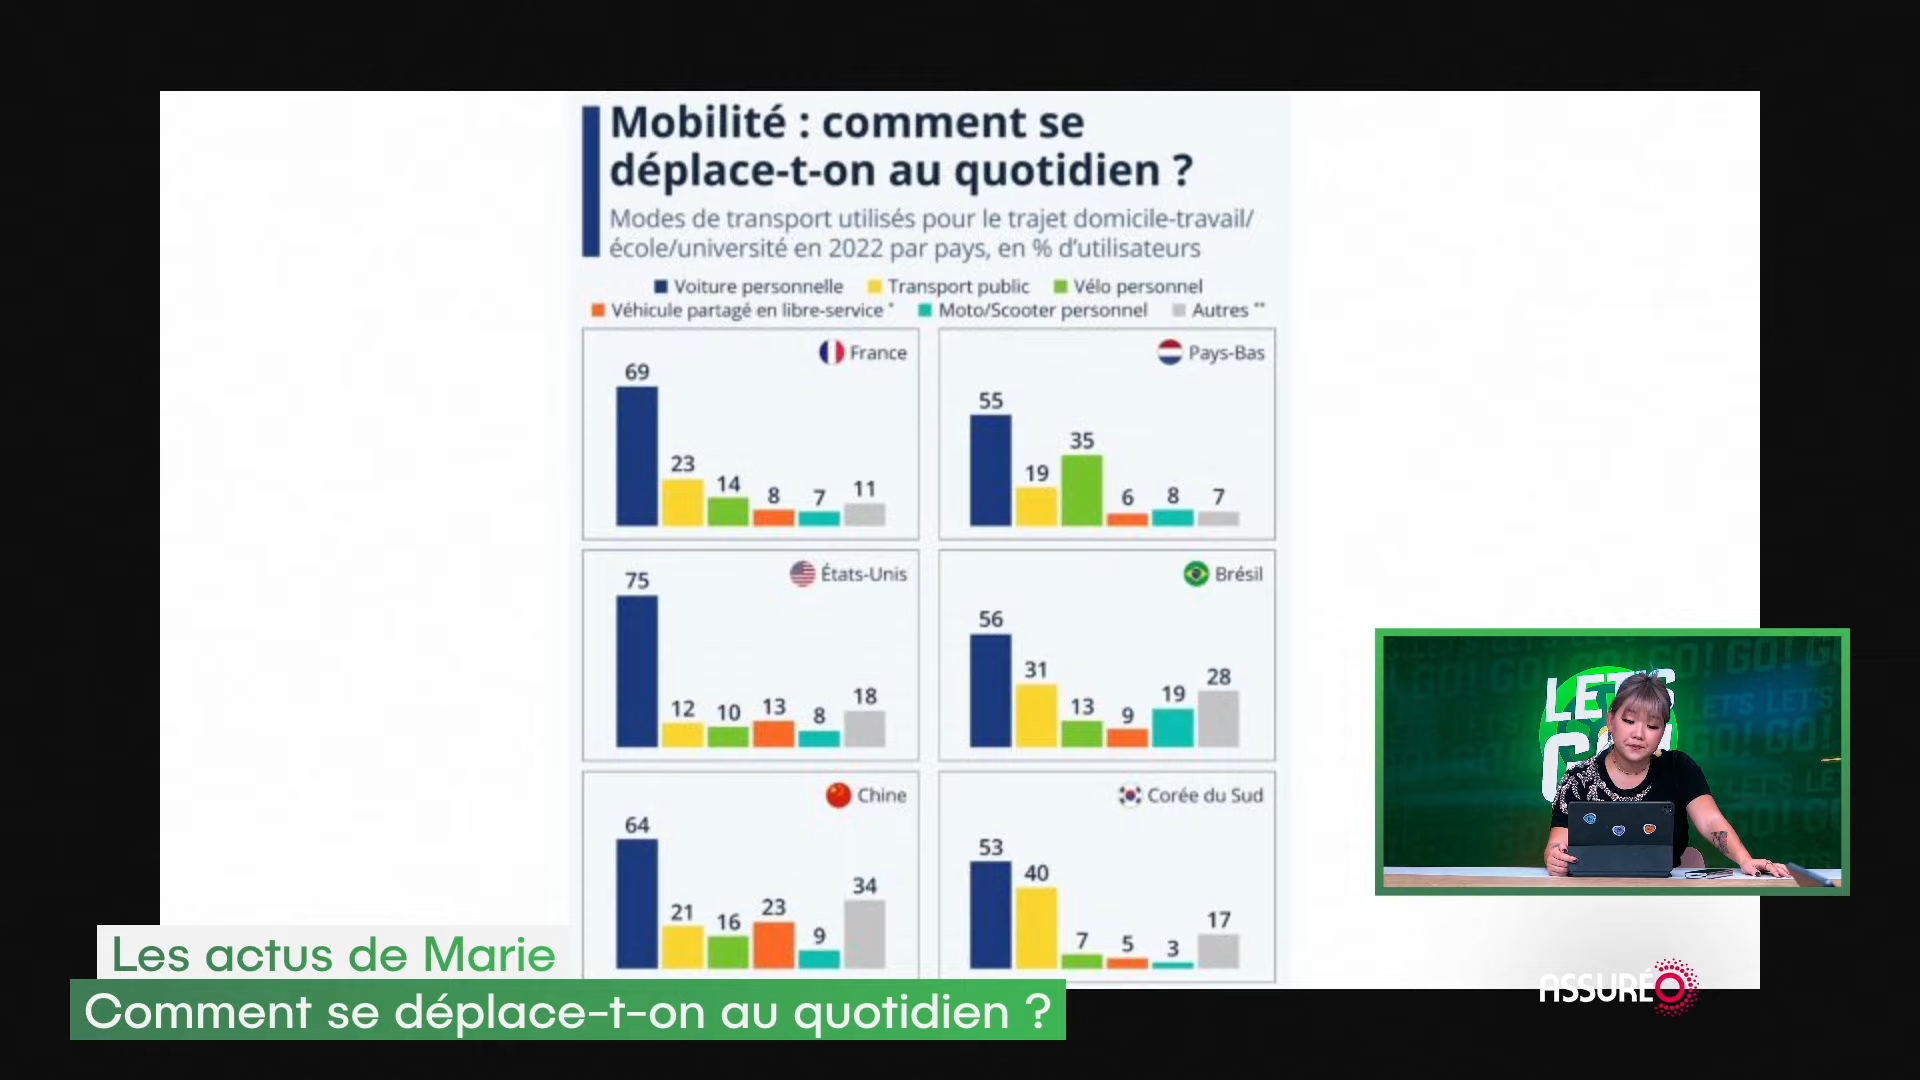 Mobilité : comment se
déplace-t-on au quotidien ?
Modes de transport utilisés pour le trajet domicile-travail/
école/université en 2022 par pays, en % d'utilisateurs
Voiture personnelle Transport public Vélo personnel
Véhicule partagé en libre-service * Moto/Scooter personnel Autres **
France
69
23
14
8
7
11
Pays-Bas
55
19
35
6
8
7
États-Unis
75
12
10
13
8
18
Brésil
56
31
13
9
19
28
Chine
64
21
16
23
9
34
Corée du Sud
53
40
7
5
3
17
LET'S
Les actus de Marie
Comment se déplace-t-on au quotidien ?
ASSURÉO